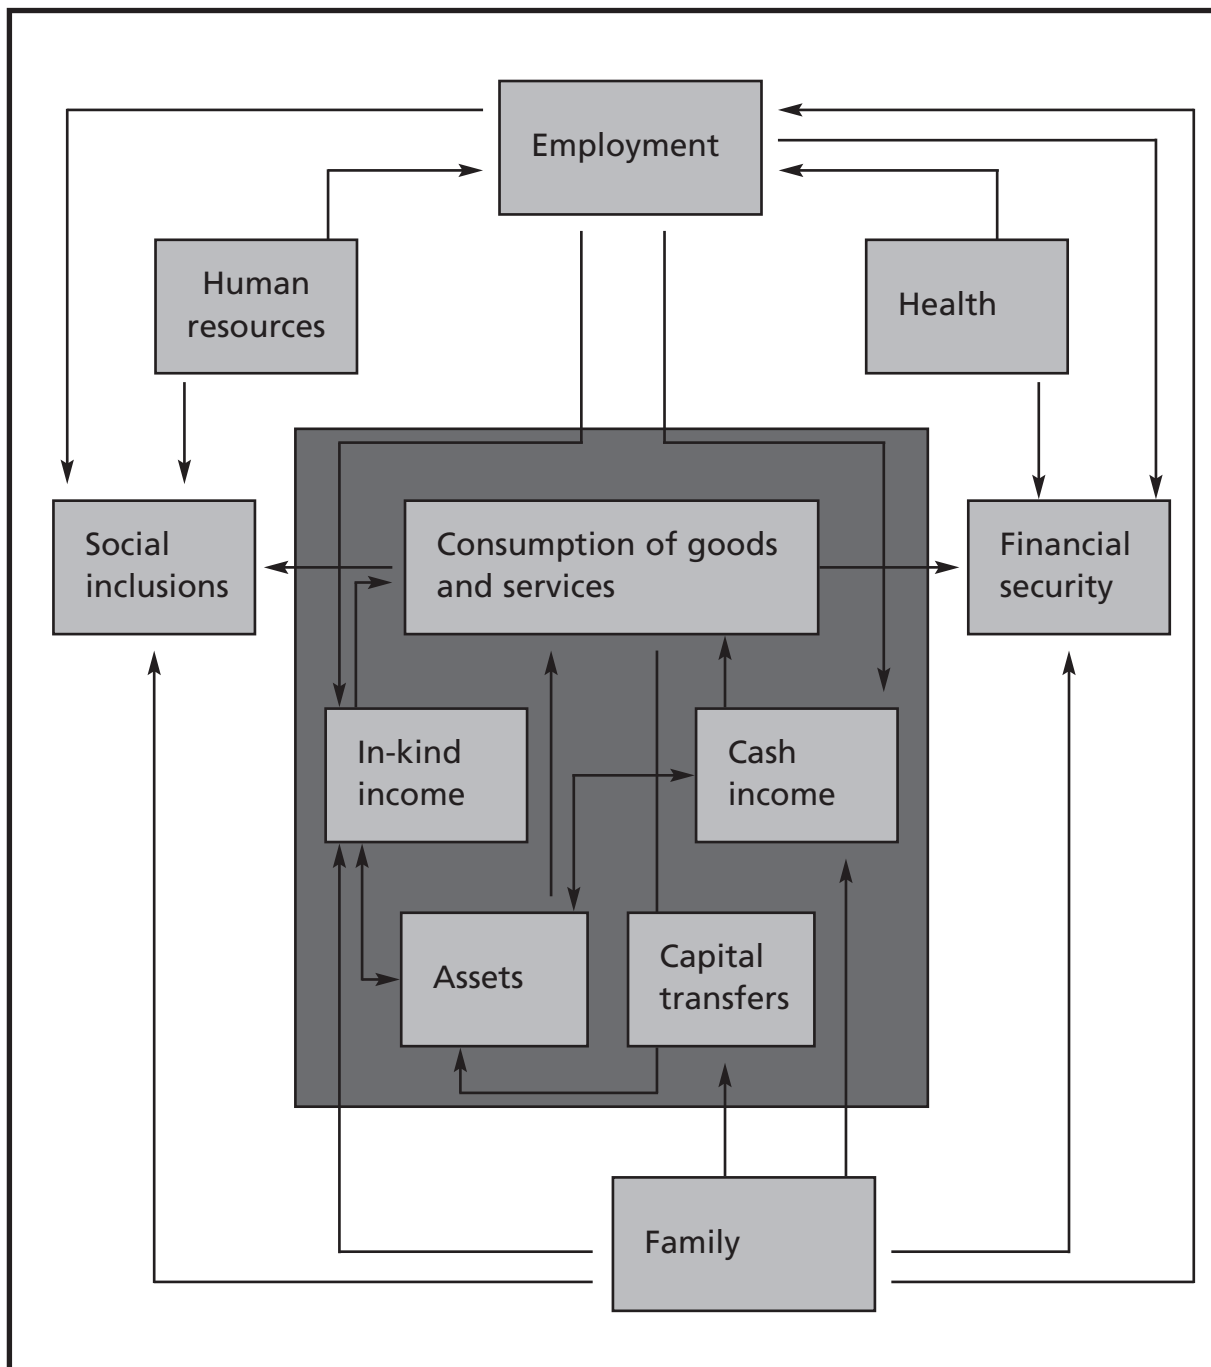 Employment
Human
resources
Health
Social
inclusions
Consumption of goods
and services
Financial
security
In-kind
income
Cash
income
Assets
Capital
transfers
Family